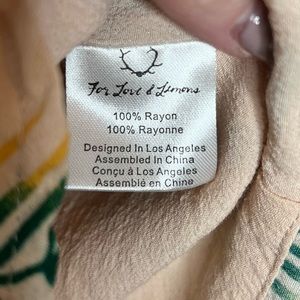 For Love & Lemons
100% Rayon
100% Rayonne
Designed In Los Angeles
Assembled In China
Conçu à Los Angeles
Assemblé en Chine